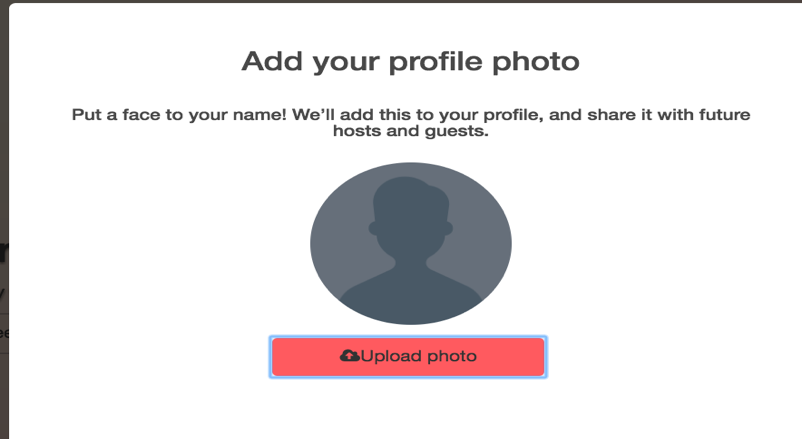 Add your profile photo
Put a face to your name! We’ll add this to your profile, and share it with future
hosts and guests.
Upload photo